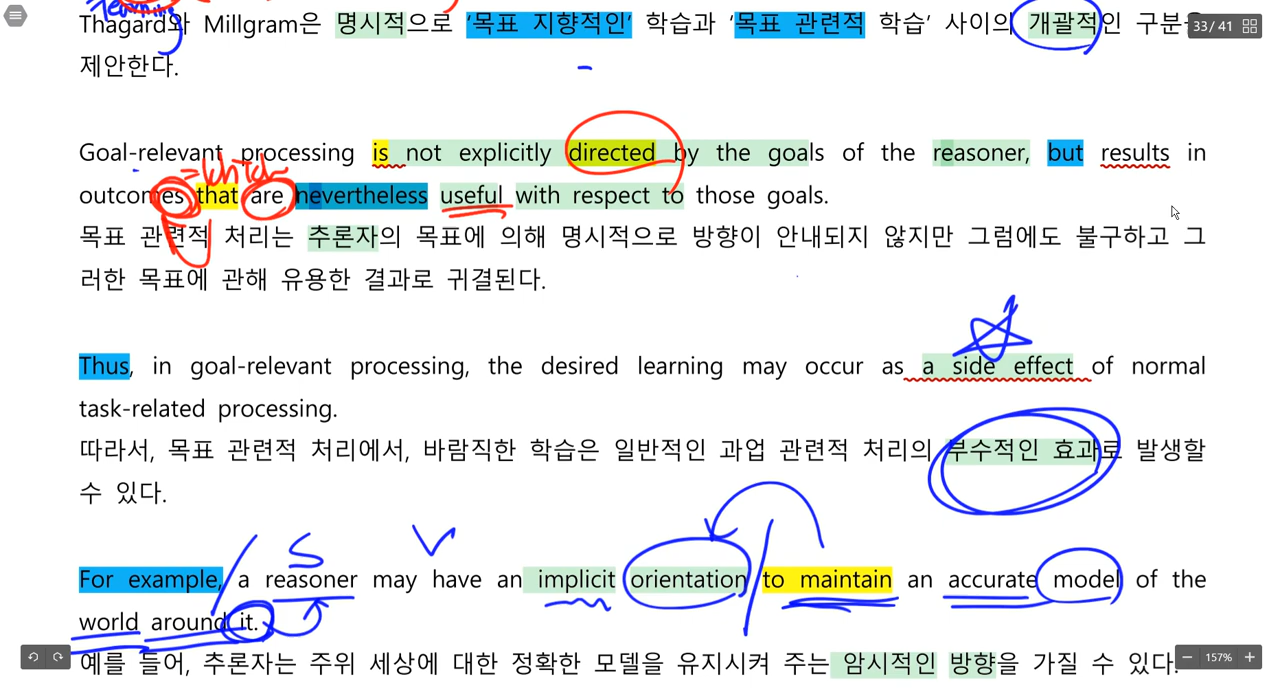 learning
Thagard와 Millgram은 명시적으로 ‘목표 지향적인’ 학습과 ‘목표 관련적 학습’ 사이의 개괄적인 구분을
33 / 41
제안한다.
Goal-relevant processing is not explicitly directed by the goals of the reasoner, but results in
=which
outcomes that are nevertheless useful with respect to those goals.
목표 관련적 처리는 추론자의 목표에 의해 명시적으로 방향이 안내되지 않지만 그럼에도 불구하고 그
러한 목표에 관해 유용한 결과로 귀결된다.
Thus, in goal-relevant processing, the desired learning may occur as a side effect of normal
task-related processing.
따라서, 목표 관련적 처리에서, 바람직한 학습은 일반적인 과업 관련적 처리의 부수적인 효과로 발생할
수 있다.
S V
For example, a reasoner may have an implicit orientation to maintain an accurate model of the
world around it.
예를 들어, 추론자는 주위 세상에 대한 정확한 모델을 유지시켜 주는 암시적인 방향을 가질 수 있다.
157%